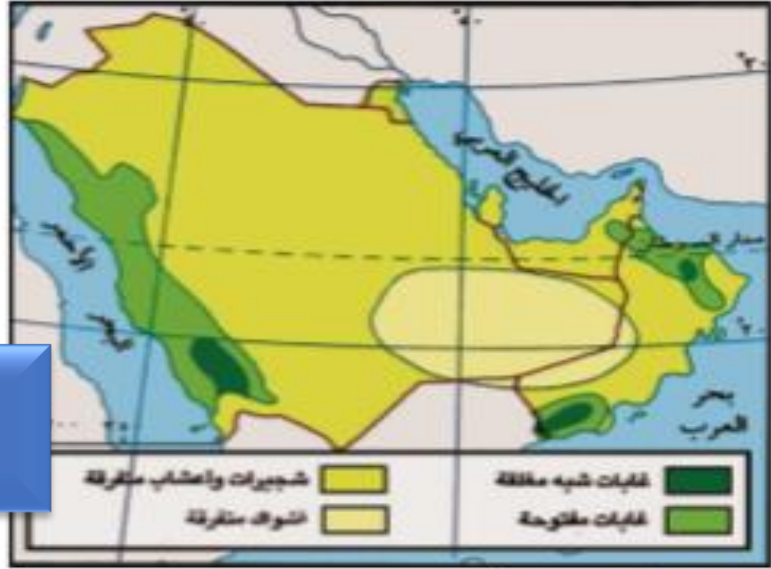 الخليج العربي
مدار السرطان
البحر
الأحمر
بحر
العرب
غابات شبه مغلقة
شجيرات وأعشاب متفرقة
غابات مفتوحة
أشواك متفرقة